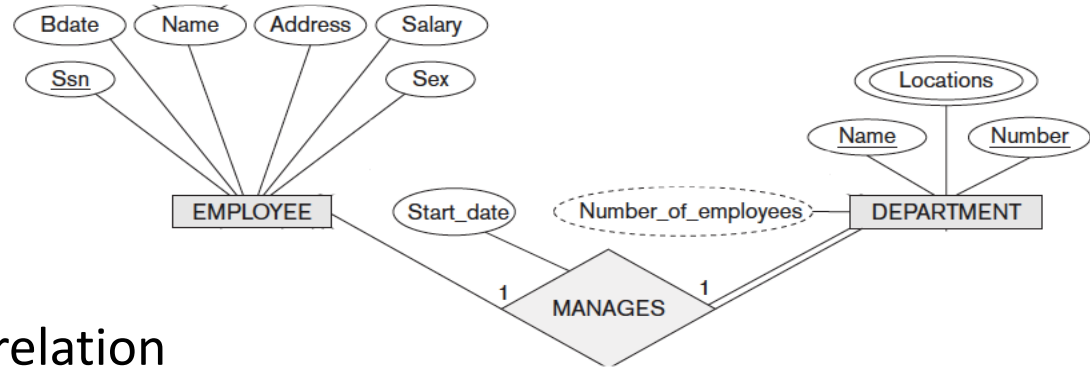 Bdate Name Address Salary
Ssn Sex
Locations
Name Number
EMPLOYEE Start_date Number_of_employees DEPARTMENT
1 1
MANAGES
relation